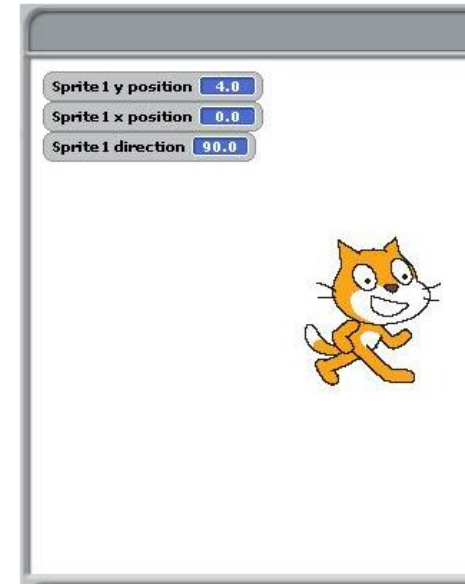 Sprite1 y position 4.0
Sprite1 x position 0.0
Sprite1 direction 90.0